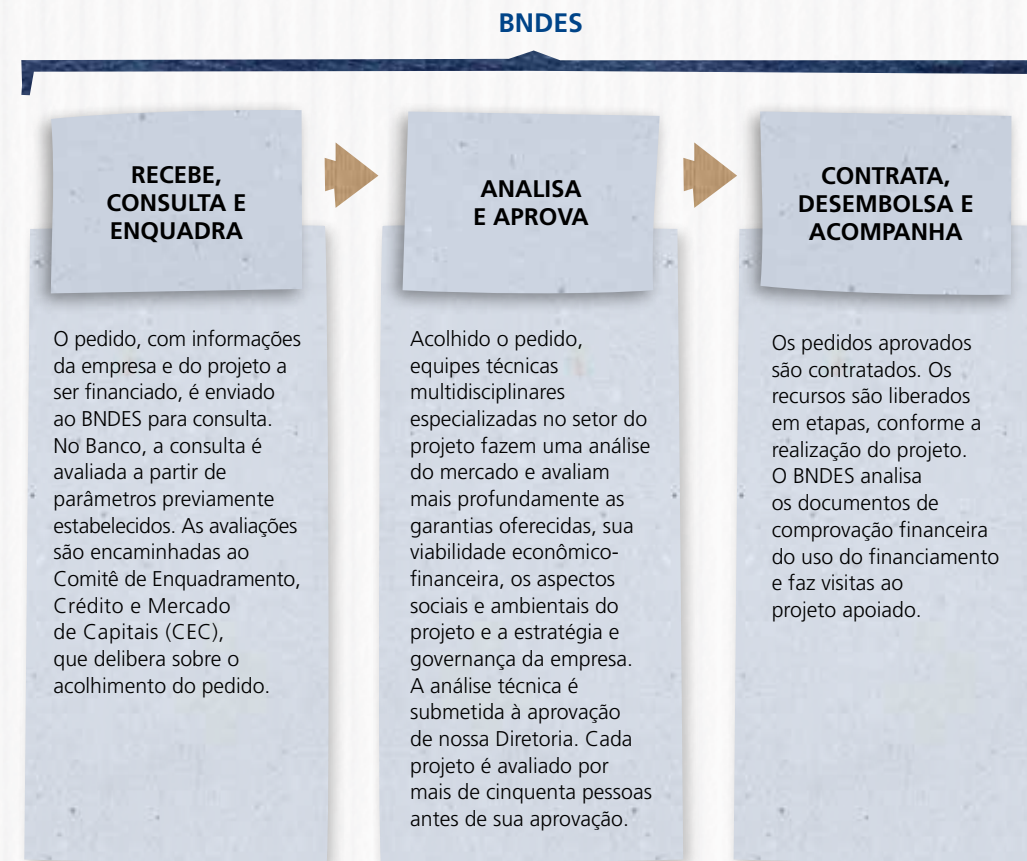 BNDES
RECEBE,
CONSULTA E
ENQUADRA
O pedido, com informações
da empresa e do projeto a
ser financiado, é enviado
ao BNDES para consulta.
No Banco, a consulta é
avaliada a partir de
parâmetros previamente
estabelecidos. As avaliações
são encaminhadas ao
Comitê de Enquadramento,
Crédito e Mercado
de Capitais (CEC),
que delibera sobre o
acolhimento do pedido.
ANALISA
E APROVA
Acolhido o pedido,
equipes técnicas
multidisciplinares
especializadas no setor do
projeto fazem uma análise
do mercado e avaliam
mais profundamente as
garantias oferecidas, sua
viabilidade econômico-
financeira, os aspectos
sociais e ambientais do
projeto e a estratégia e
governança da empresa.
A análise técnica é
submetida à aprovação
de nossa Diretoria. Cada
projeto é avaliado por
mais de cinquenta pessoas
antes de sua aprovação.
CONTRATA,
DESEMBOLSA E
ACOMPANHA
Os pedidos aprovados
são contratados. Os
recursos são liberados
em etapas, conforme a
realização do projeto.
O BNDES analisa
os documentos de
comprovação financeira
do uso do financiamento
e faz visitas ao
projeto apoiado.